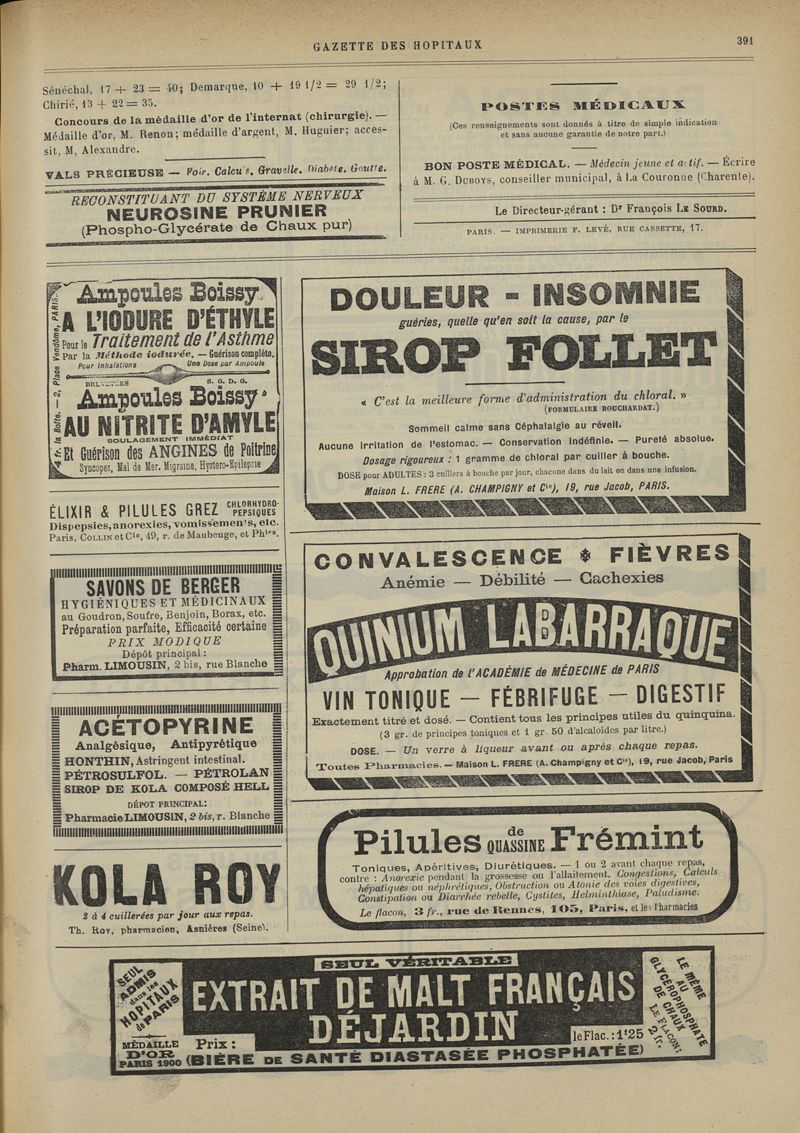 GAZETTE DES HOPITAUX
391
Sénéchal, 17 + 23 = 40; Demarque, 10 + 19 1/2 = 29 1/2;
Chirié, 13 + 22 = 35.
Concours de la médaille d'or de l'internat (chirurgie). —
Médaille d'or, M. Renon; médaille d'argent, M. Huguier; acces-
sit, M. Alexandre.
VALS PRÉCIEUSE — Foie, Calculs, Gravelle, Diabète, Goutte.
RECONSTITUANT DU SYSTÈME NERVEUX
NEUROSINE PRUNIER
(Phospho-Glycérate de Chaux pur)
POSTES MÉDICAUX
(Ces renseignements sont donnés à titre de simple indication
et sans aucune garantie de notre part.)
BON POSTE MÉDICAL. — Médecin jeune et actif. — Écrire
à M. G. DUBOYS, conseiller municipal, à La Couronne (Charente).
Le Directeur-gérant : Dr François LE SOURD.
PARIS. — IMPRIMERIE F. LEVÉ, RUE CASSETTE, 17.
4 fr. la Boîte. — 2, Place Vendôme, PARIS.
Ampoules Boissy
A L'IODURE D'ÉTHYLE
Pour le Traitement de l'Asthme
Par la Méthode iodurée. — Guérison complète.
Pour Inhalations
Une Dose par Ampoule
BREVETÉES S. G. D. G.
Ampoules Boissy
AU NITRITE D'AMYLE
SOULAGEMENT IMMÉDIAT
Et Guérison des ANGINES de Poitrine
Syncopes, Mal de Mer, Migraine, Hystero-Epilepsie
ÉLIXIR & PILULES GREZ CHLORHYDRO-
PEPSIQUES
Dispepsies, anorexies, vomissemen's, etc.
Paris, COLLIN et Cie, 49, r. de Maubeuge, et Phies.
SAVONS DE BERGER
HYGIÉNIQUES ET MÉDICINAUX
au Goudron, Soufre, Benjoin, Borax, etc.
Préparation parfaite, Efficacité certaine
PRIX MODIQUE
Dépôt principal :
Pharm. LIMOUSIN, 2 bis, rue Blanche
ACÉTOPYRINE
Analgésique, Antipyrétique
HONTHIN, Astringent intestinal.
PÉTROSULFOL. — PÉTROLAN
SIROP DE KOLA COMPOSÉ HELL
DÉPOT PRINCIPAL:
Pharmacie LIMOUSIN, 2 bis, r. Blanche
KOLA ROY
2 à 4 cuillerées par jour aux repas.
Th. ROY, pharmacien, Asnières (Seine).
DOULEUR - INSOMNIE
guéries, quelle qu'en soit la cause, par le
SIROP FOLLET
« C'est la meilleure forme d'administration du chloral. »
(FORMULAIRE BOUCHARDAT.)
Sommeil calme sans Céphalalgie au réveil.
Aucune irritation de l'estomac. — Conservation indéfinie. — Pureté absolue.
Dosage rigoureux : 1 gramme de chloral par cuiller à bouche.
DOSE pour ADULTES : 3 cuillers à bouche par jour, chacune dans du lait ou dans une infusion.
Maison L. FRERE (A. CHAMPIGNY et Cie), 19, rue Jacob, PARIS.
CONVALESCENCE * FIÈVRES
Anémie — Débilité — Cachexies
QUINIUM LABARRAQUE
Approbation de l'ACADÉMIE de MÉDECINE de PARIS
VIN TONIQUE — FÉBRIFUGE — DIGESTIF
Exactement titré et dosé. — Contient tous les principes utiles du quinquina.
(3 gr. de principes toniques et 1 gr. 50 d'alcaloïdes par litre.)
DOSE. — Un verre à liqueur avant ou après chaque repas.
Toutes Pharmacies. — Maison L. FRERE (A. Champigny et Cie), 19, rue Jacob, Paris
Pilules de QUASSINE Frémint
Toniques, Apéritives, Diurétiques. — 1 ou 2 avant chaque repas,
contre : Anorexie pendant la grossesse ou l'allaitement, Congestions, Calculs
hépatiques ou néphrétiques, Obstruction ou Atonie des voies digestives,
Constipation ou Diarrhée rebelle, Cystites, Helminthiase, Paludisme.
Le flacon, 3 fr., rue de Rennes, 105, Paris, et les Pharmacies
SEUL VÉRITABLE
SEUL
ADMIS
dans les
HOPITAUX
de PARIS
EXTRAIT DE MALT FRANÇAIS
DÉJARDIN
MÉDAILLE
D'OR
PARIS 1900
Prix :
le Flac. : 1f25
(BIÈRE DE SANTÉ DIASTASÉE PHOSPHATÉE)
LE MÊME
AU
GLYCÉROPHOSPHATE
DE CHAUX
LE FLACON:
2 fr.